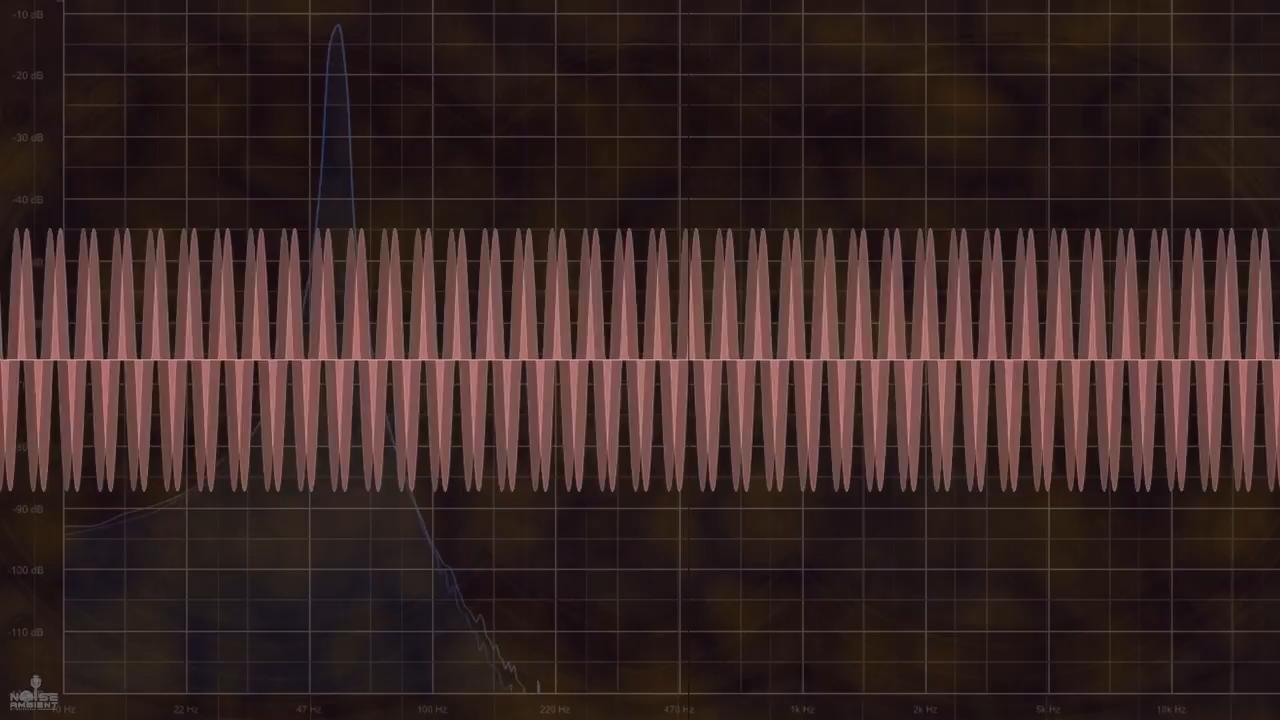 -10 dB
-20 dB
-30 dB
-40 dB
-90 dB
-100 dB
-110 dB
22 Hz
47 Hz
100 Hz
220 Hz
470 Hz
1k Hz
2k Hz
5k Hz
10k Hz
NOISE
AMBIENT